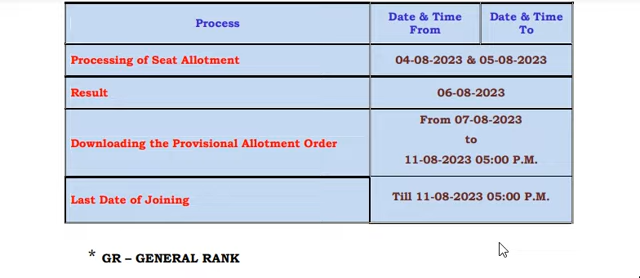 Process
Date & Time
From
Date & Time
To
Processing of Seat Allotment
04-08-2023 & 05-08-2023
Result
06-08-2023
Downloading the Provisional Allotment Order
From 07-08-2023
to
11-08-2023 05:00 P.M.
Last Date of Joining
Till 11-08-2023 05:00 P.M.
* GR – GENERAL RANK